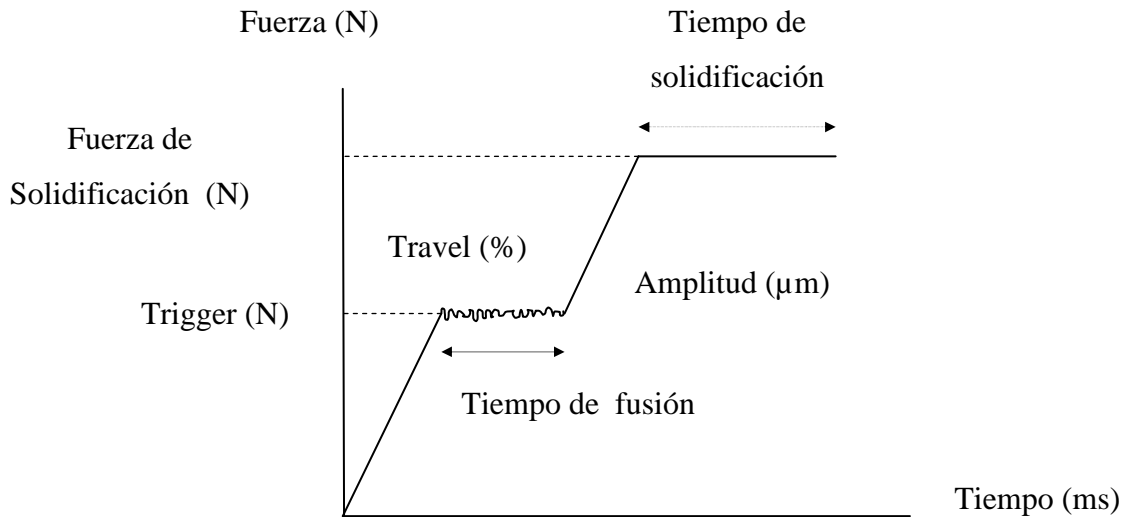 Fuerza (N)
Tiempo de
solidificación
Fuerza de
Solidificación (N)
Travel (%)
Amplitud (µm)
Trigger (N)
Tiempo de fusión
Tiempo (ms)